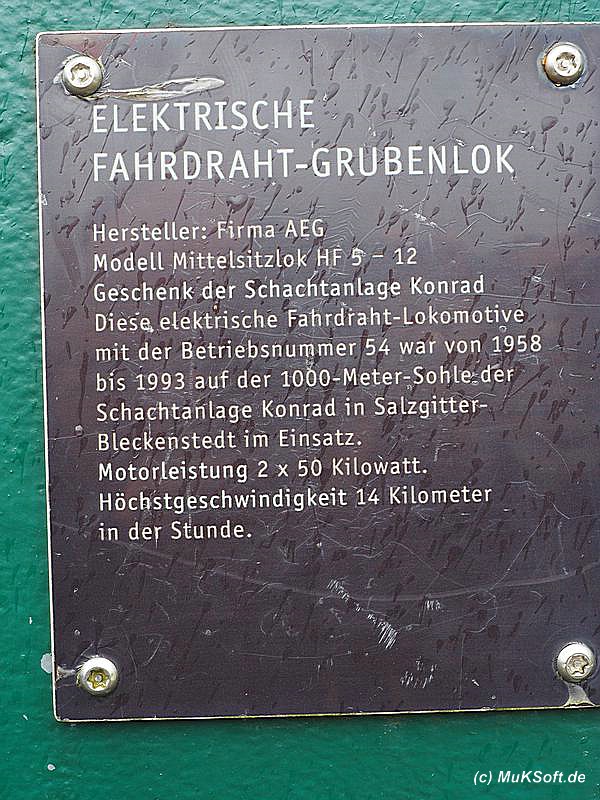 ELEKTRISCHE
FAHRDRAHT-GRUBENLOK
Hersteller: Firma AEG
Modell Mittelsitzlok HF 5 – 12
Geschenk der Schachtanlage Konrad
Diese elektrische Fahrdraht-Lokomotive
mit der Betriebsnummer 54 war von 1958
bis 1993 auf der 1000-Meter-Sohle der
Schachtanlage Konrad in Salzgitter-
Bleckenstedt im Einsatz.
Motorleistung 2 x 50 Kilowatt.
Höchstgeschwindigkeit 14 Kilometer
in der Stunde.
(c) MuKSoft.de